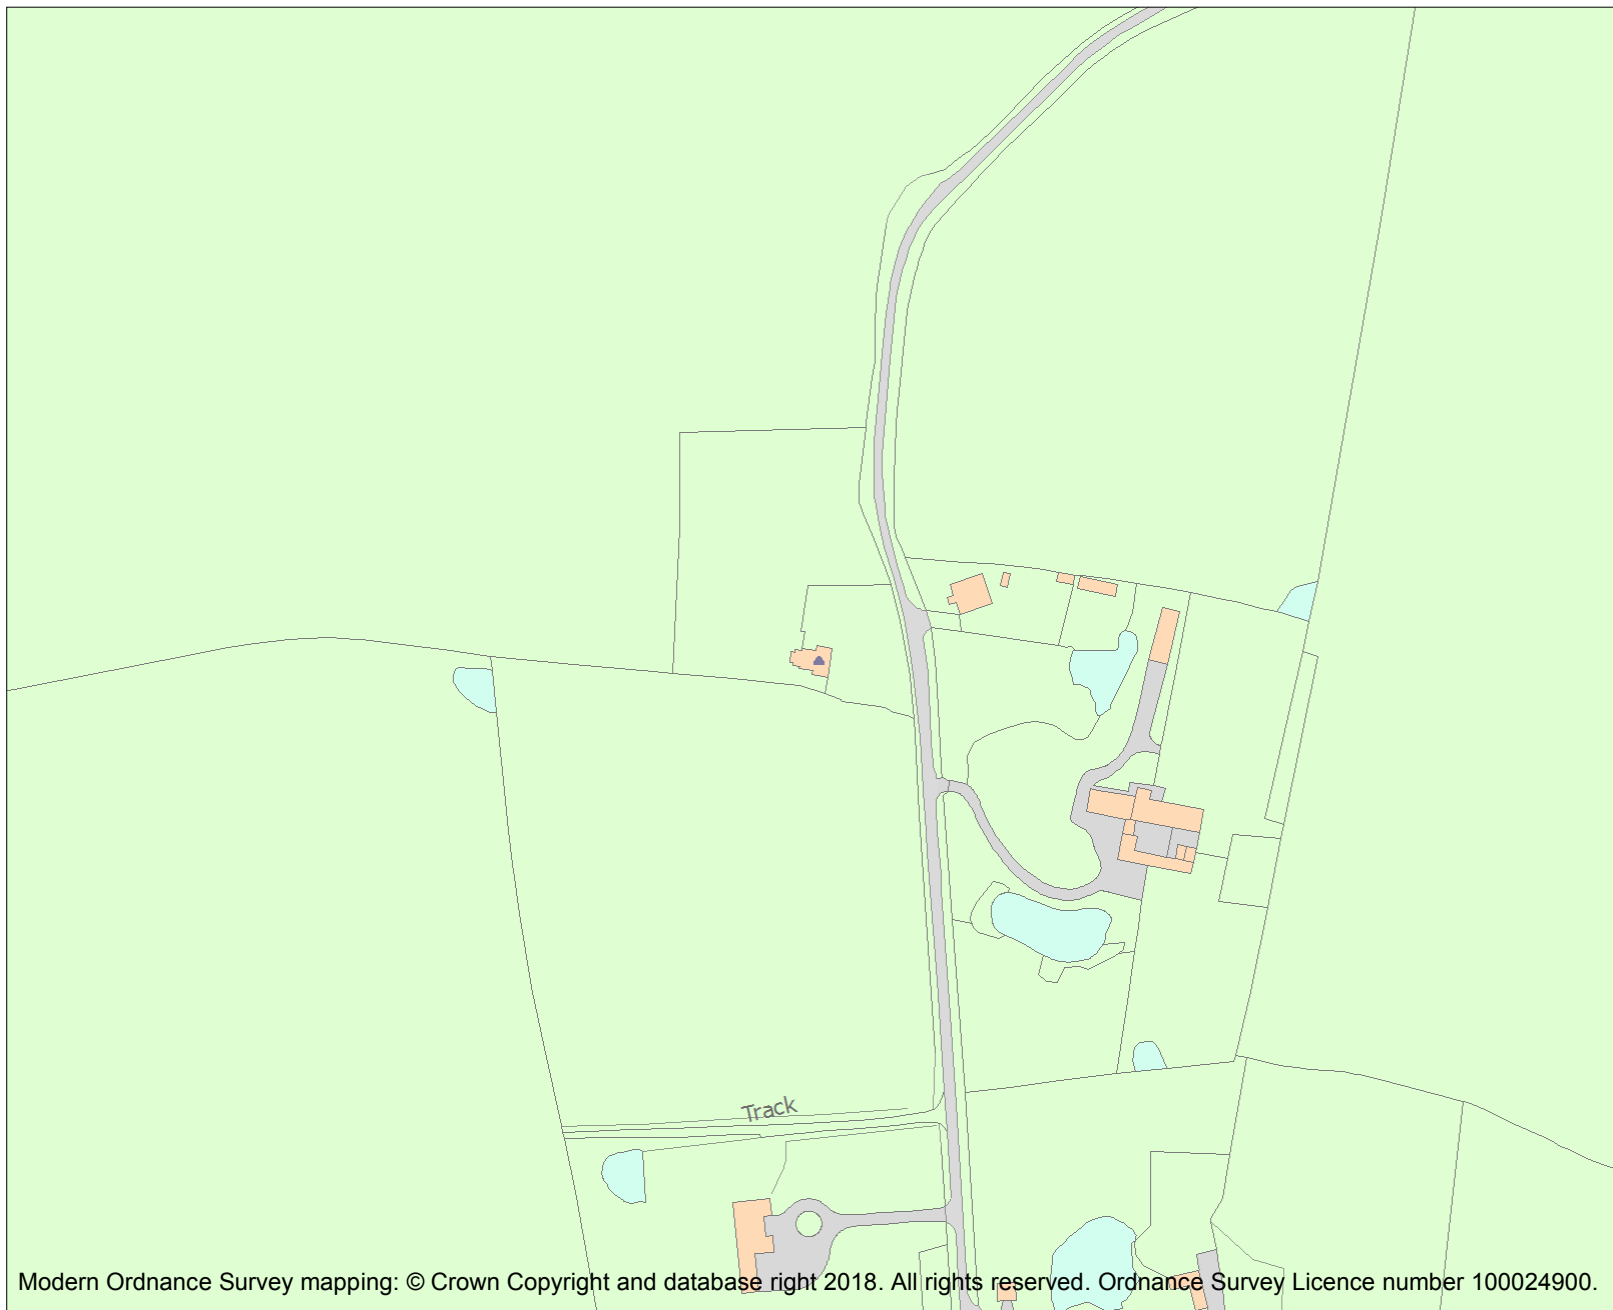 Track
Modern Ordnance Survey mapping: © Crown Copyright and database right 2018. All rights reserved. Ordnance Survey Licence number 100024900.